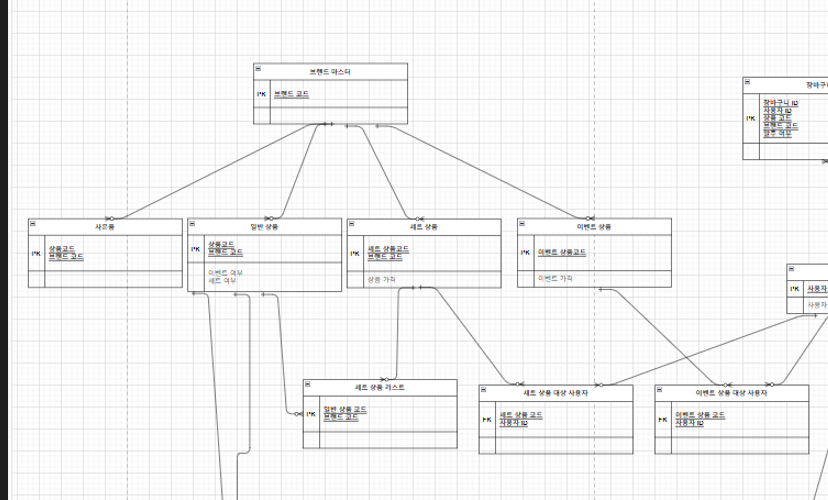 브랜드 마스터
PK
브랜드 코드
장바구니
PK
장바구니 ID
사용자 ID
상품 코드
브랜드 코드
발주 여부
사은품
PK
상품코드
브랜드 코드
일반 상품
PK
상품코드
브랜드 코드
이벤트 여부
세트 여부
세트 상품
PK
세트 상품코드
브랜드 코드
상품 가격
이벤트 상품
PK
이벤트 상품코드
이벤트 가격
PK
사용자
사용자
세트 상품 리스트
PK
일반 상품 코드
브랜드 코드
세트 상품 대상 사용자
FK
세트 상품 코드
사용자 ID
이벤트 상품 대상 사용자
FK
이벤트 상품 코드
사용자 ID